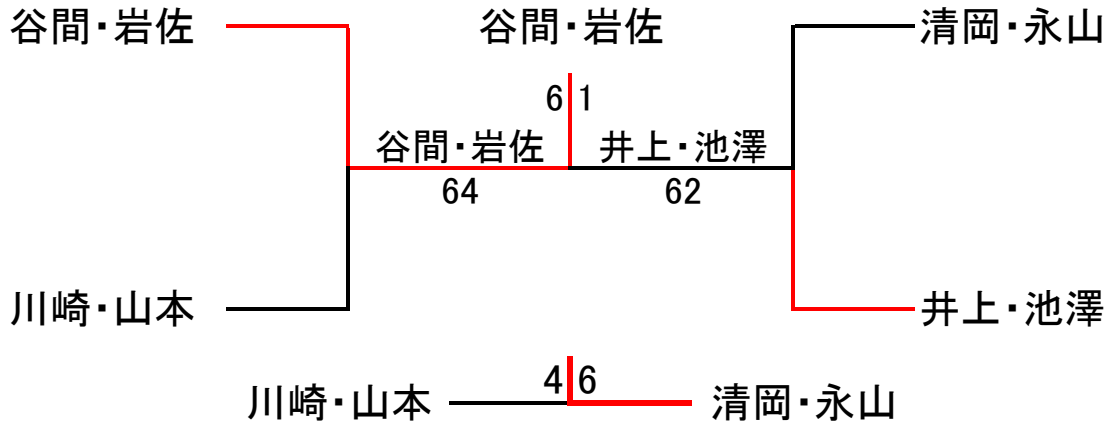 谷間・岩佐 谷間・岩佐 清岡・永山
6 1
谷間・岩佐 井上・池澤
64 62
川崎・山本 井上・池澤
4 6
川崎・山本 清岡・永山